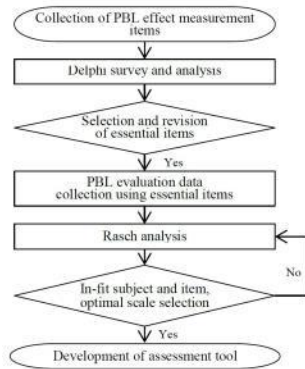 Collection of PBL effect measurement
items
Delphi survey and analysis
Selection and revision
of essential items
Yes
PBL evaluation data
collection using essential items
Rasch analysis
No
In-fit subject and item,
optimal scale selection
Yes
Development of assessment tool